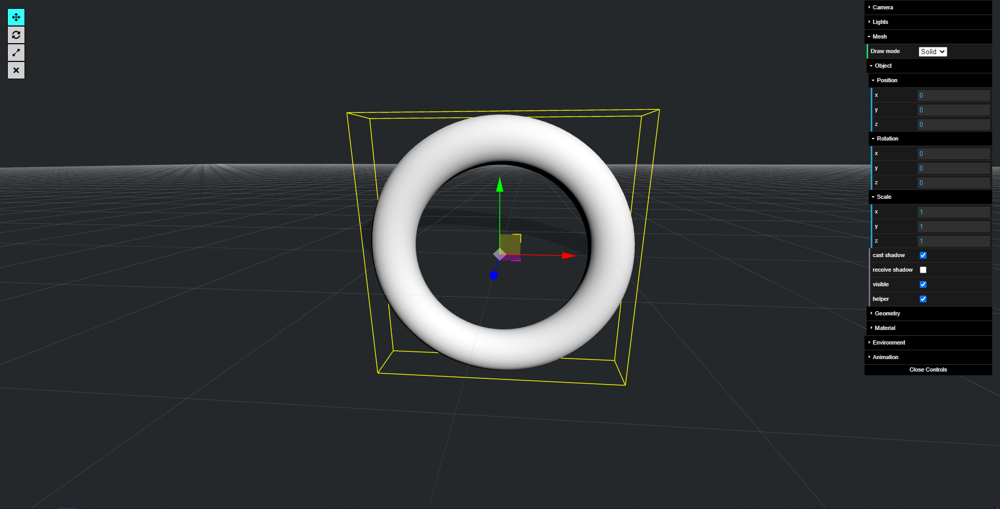 Camera
Lights
Mesh
Draw mode Solid
Object
Position
x 0
y 0
z 0
Rotation
x 0
y 0
z 0
Scale
x 1
y 1
z 1
cast shadow
receive shadow
visible
helper
Geometry
Material
Environment
Animation
Close Controls